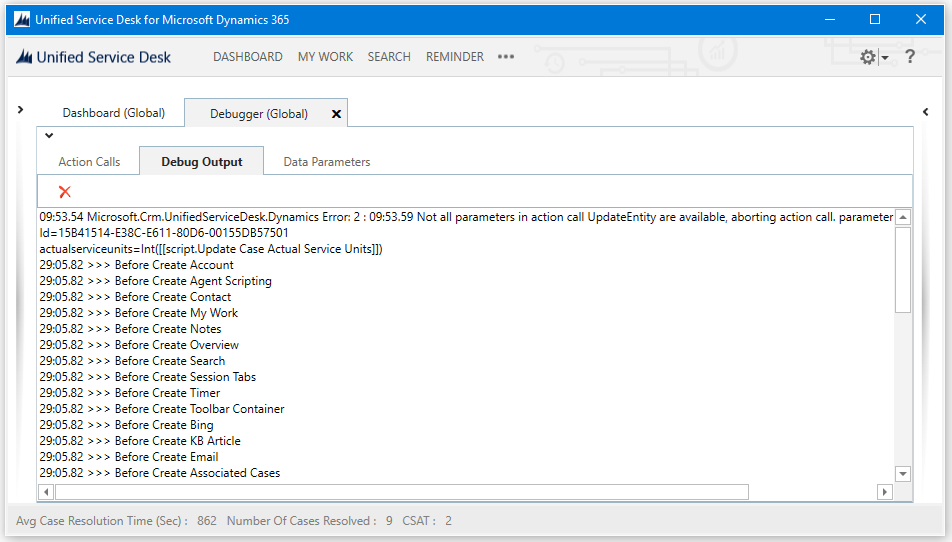 Unified Service Desk for Microsoft Dynamics 365
Unified Service Desk DASHBOARD MY WORK SEARCH REMINDER ••• ?
Dashboard (Global) Debugger (Global)
Action Calls Debug Output Data Parameters
09:53.54 Microsoft.Crm.UnifiedServiceDesk.Dynamics Error: 2 : 09:53.59 Not all parameters in action call UpdateEntity are available, aborting action call. parameter
Id=15B41514-E38C-E611-80D6-00155DB57501
actualserviceunits=Int([[script.Update Case Actual Service Units]])
29:05.82 >>> Before Create Account
29:05.82 >>> Before Create Agent Scripting
29:05.82 >>> Before Create Contact
29:05.82 >>> Before Create My Work
29:05.82 >>> Before Create Notes
29:05.82 >>> Before Create Overview
29:05.82 >>> Before Create Search
29:05.82 >>> Before Create Session Tabs
29:05.82 >>> Before Create Timer
29:05.82 >>> Before Create Toolbar Container
29:05.82 >>> Before Create Bing
29:05.82 >>> Before Create KB Article
29:05.82 >>> Before Create Email
29:05.82 >>> Before Create Associated Cases
Avg Case Resolution Time (Sec) : 862 Number Of Cases Resolved : 9 CSAT : 2